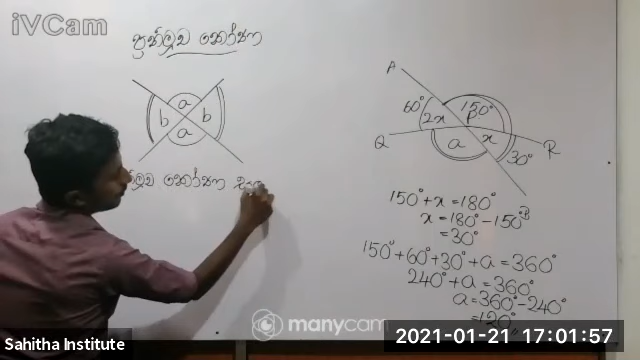 iVCam
ප්‍රතිමුඛ කෝණ
a
b b
a
කෝණ
A
60° 150°
2x P
Q a x R
30°
B
150° + x = 180°
x = 180° - 150°
= 30°
150° + 60° + 30° + a = 360°
240° + a = 360°
a = 360° - 240°
= 120°
manycam
Sahitha Institute
2021-01-21 17:01:57